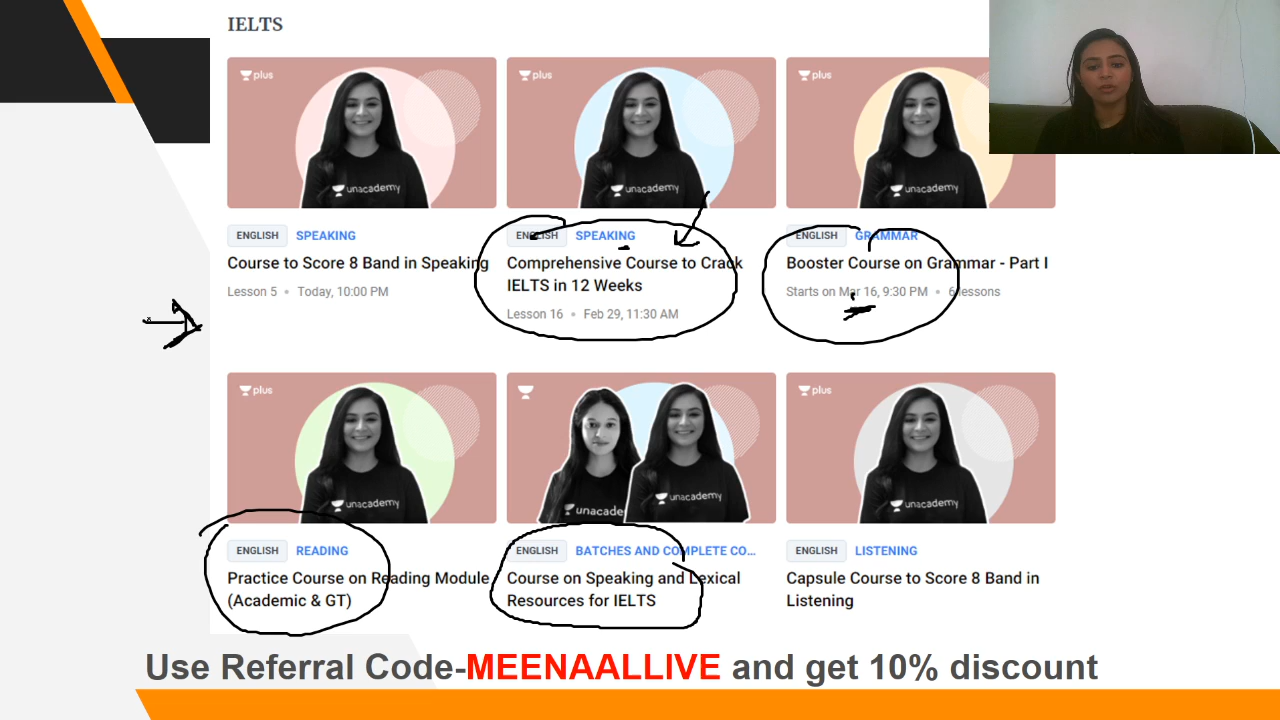 IELTS
plus
plus
plus
unacademy
unacademy
unacademy
ENGLISH SPEAKING
Course to Score 8 Band in Speaking
Lesson 5 • Today, 10:00 PM
ENGLISH SPEAKING
Comprehensive Course to Crack
IELTS in 12 Weeks
Lesson 16 • Feb 29, 11:30 AM
ENGLISH GRAMMAR
Booster Course on Grammar - Part I
Starts on Mar 16, 9:30 PM • 6 lessons
plus
plus
unacademy
unacade
unacademy
unacademy
ENGLISH READING
Practice Course on Reading Module
(Academic & GT)
ENGLISH BATCHES AND COMPLETE CO...
Course on Speaking and Lexical
Resources for IELTS
ENGLISH LISTENING
Capsule Course to Score 8 Band in
Listening
Use Referral Code-MEENAALLIVE and get 10% discount